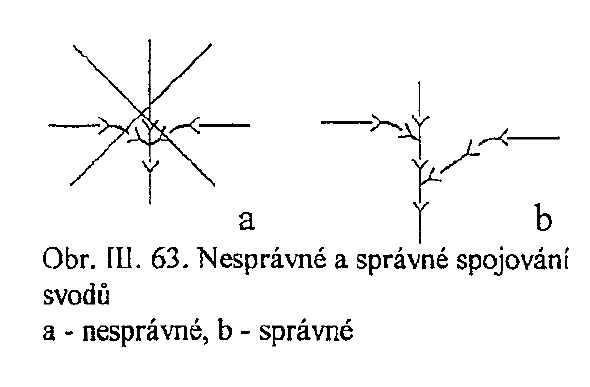 a b
Obr. III. 63. Nesprávné a správné spojování
svodů
a - nesprávné, b - správné